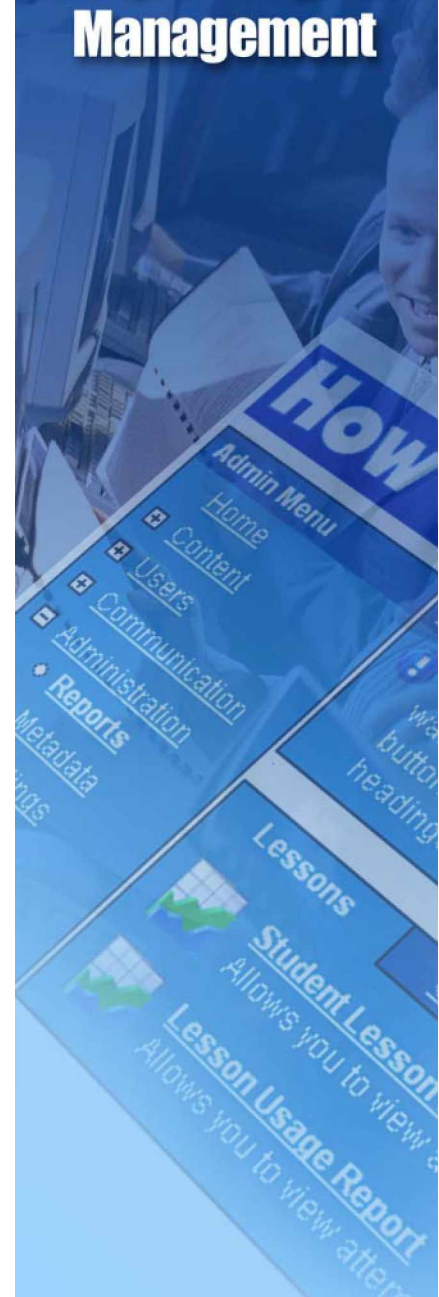 Management
How
Admin Menu
Home
Content
Users
Communication
Administration
Reports
Metadata
Lessons
Student Lesson
Allows you to view
Lesson Usage Report
Allows you to view